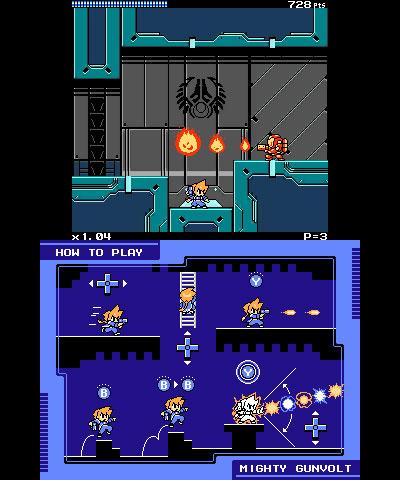 728 Pts
x1.04
P=3
HOW TO PLAY
Y
B
B
B
Y
MIGHTY GUNVOLT